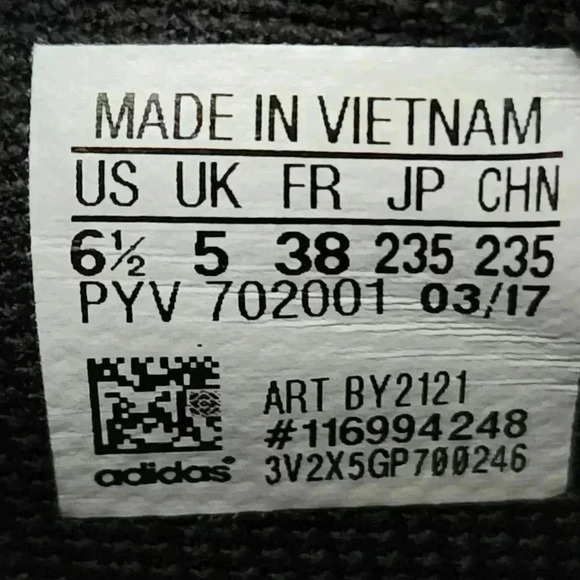 MADE IN VIETNAM
US UK FR JP CHN
6½ 5 38 235 235
PYV 702001 03/17
ART BY2121
#116994248
adidas 3V2X5GP700246